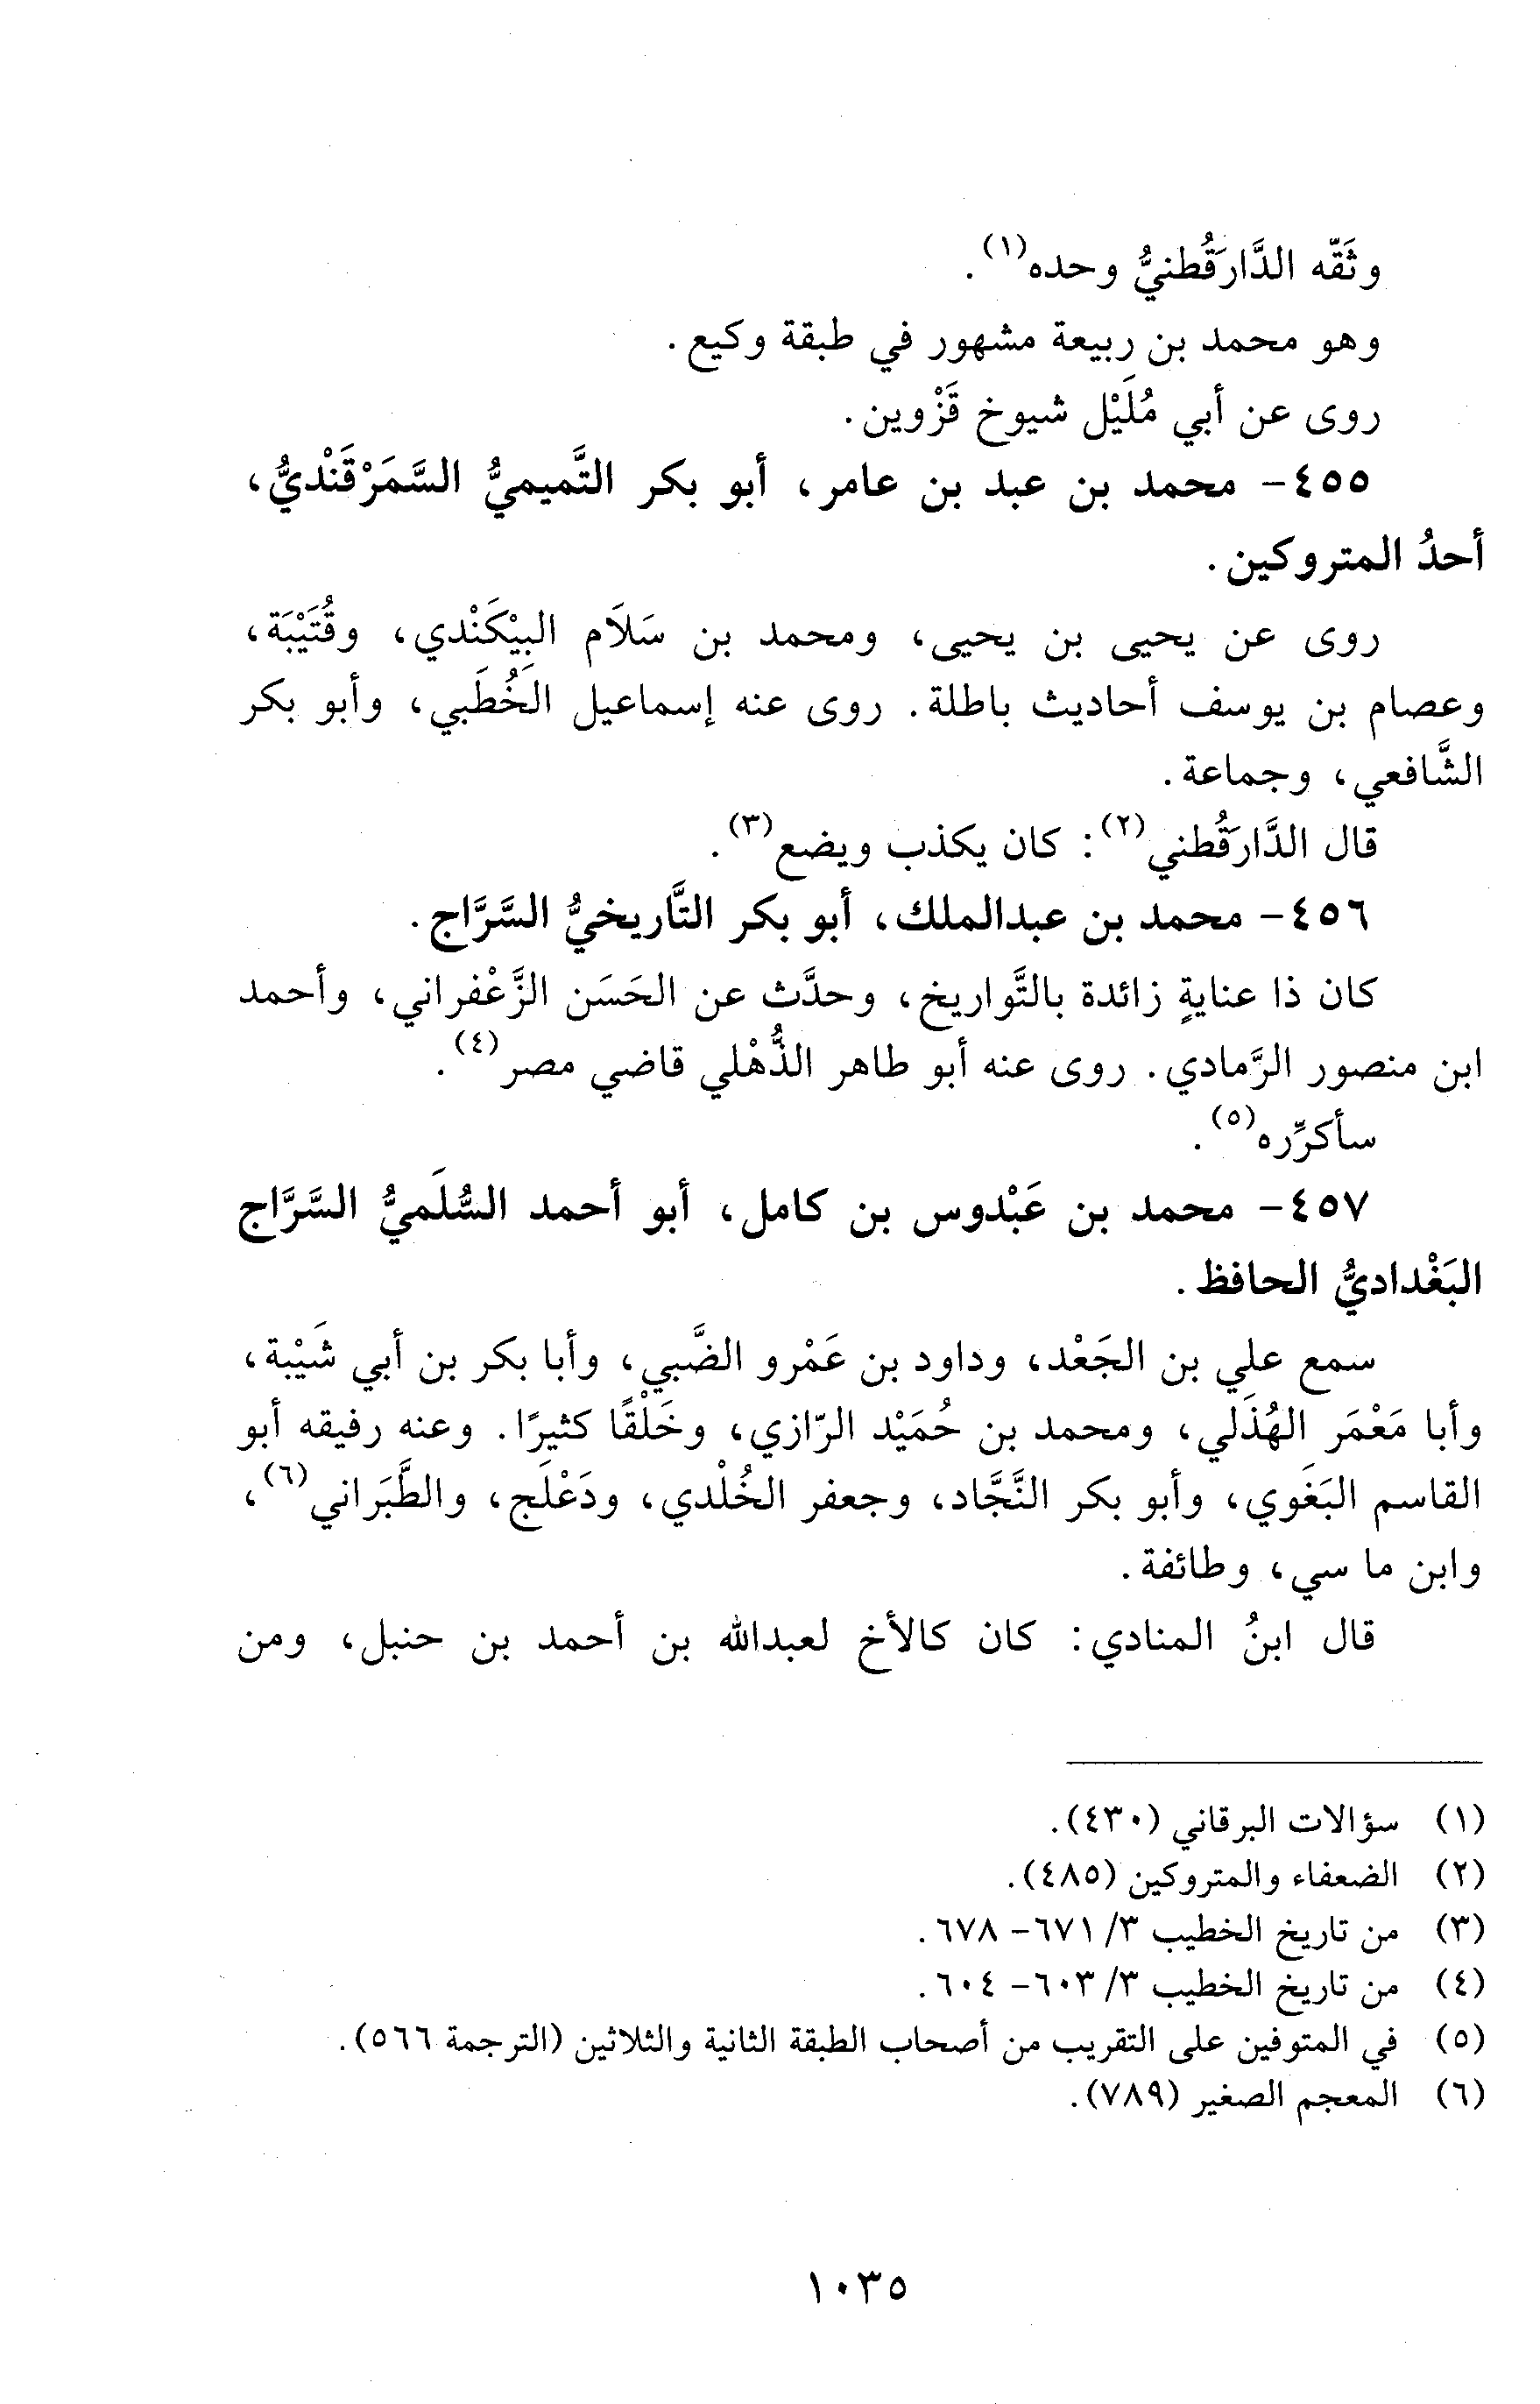 وثَقّه الدَّارَقُطنيُّ وحده(١).
وهو محمد بن ربيعة مشهور في طبقة وكيع.
روى عن أبي مُلَيْل شيوخ قَزْوين.
٤٥٥- محمد بن عبد بن عامر، أبو بكر التَّميميُّ السَّمَرْقَنْديُّ،
أحدُ المتروكين.
روى عن يحيى بن يحيى، ومحمد بن سَلاَم البِيْكَنْدي، وقُتَيْبَة،
وعصام بن يوسف أحاديث باطلة. روى عنه إسماعيل الخُطَبي، وأبو بكر
الشَّافعي، وجماعة.
قال الدَّارَقُطني(٢): كان يكذب ويضع(٣).
٤٥٦- محمد بن عبدالملك، أبو بكر التَّاريخيُّ السَّرَّاج.
كان ذا عنايةٍ زائدة بالتَّواريخ، وحدَّث عن الحَسَن الزَّعْفراني، وأحمد
ابن منصور الرَّمادي. روى عنه أبو طاهر الذُّهْلي قاضي مصر(٤).
سأكرِّره(٥).
٤٥٧- محمد بن عَبْدوس بن كامل، أبو أحمد السُّلَميُّ السَّرَّاج
البَغْداديُّ الحافظ.
سمع علي بن الجَعْد، وداود بن عَمْرو الضَّبي، وأبا بكر بن أبي شَيْبة،
وأبا مَعْمَر الهُذَلي، ومحمد بن حُمَيْد الرّازي، وخَلْقًا كثيرًا. وعنه رفيقه أبو
القاسم البَغَوي، وأبو بكر النَّجَّاد، وجعفر الخُلْدي، ودَعْلَج، والطَّبَراني(٦)،
وابن ما سي، وطائفة.
قال ابنُ المنادي: كان كالأخ لعبدالله بن أحمد بن حنبل، ومن
(١) سؤالات البرقاني (٤٣٠).
(٢) الضعفاء والمتروكين (٤٨٥).
(٣) من تاريخ الخطيب ٣/ ٦٧١- ٦٧٨.
(٤) من تاريخ الخطيب ٣/ ٦٠٣- ٦٠٤.
(٥) في المتوفين على التقريب من أصحاب الطبقة الثانية والثلاثين (الترجمة ٥٦٦).
(٦) المعجم الصغير (٧٨٩).
١٠٣٥